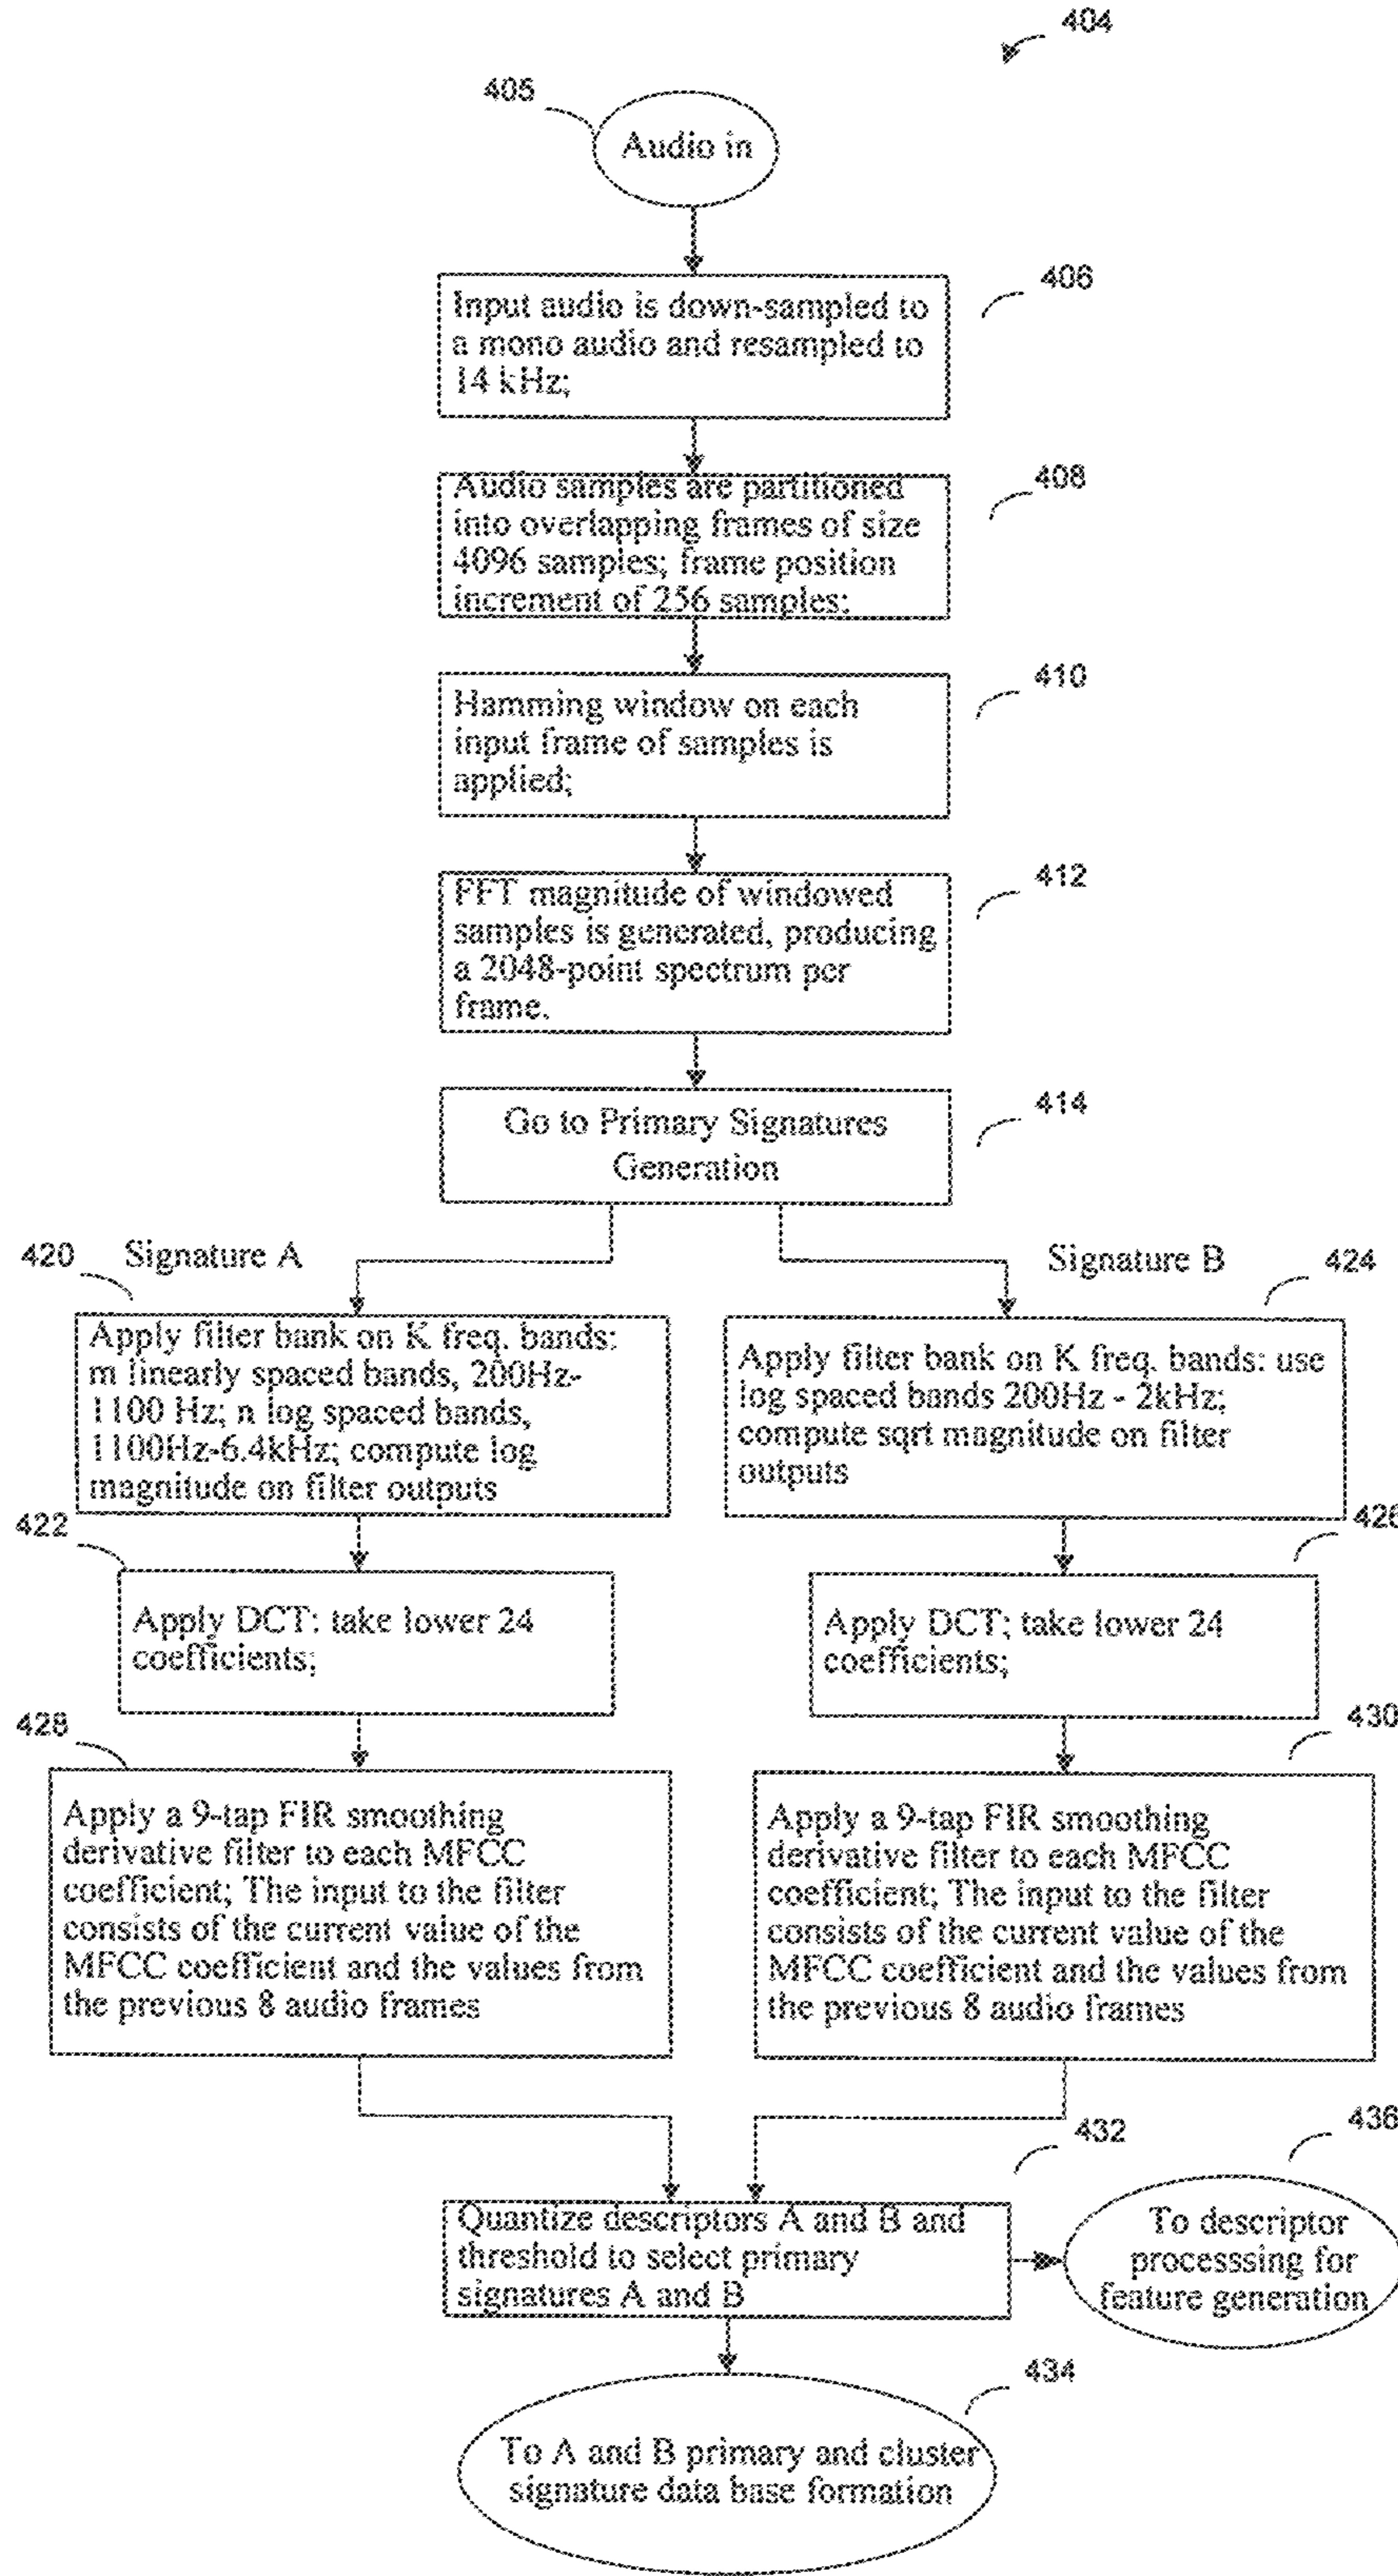 404
405
Audio in
406
Input audio is down-sampled to
a mono audio and resampled to
14 kHz;
408
Audio samples are partitioned
into overlapping frames of size
4096 samples; frame position
increment of 256 samples;
410
Hamming window on each
input frame of samples is
applied;
412
FFT magnitude of windowed
samples is generated, producing
a 2048-point spectrum per
frame.
414
Go to Primary Signatures
Generation
420
Signature A
Signature B
424
Apply filter bank on K freq. bands:
m linearly spaced bands, 200Hz-
1100 Hz; n log spaced bands,
1100Hz-6.4kHz; compute log
magnitude on filter outputs
Apply filter bank on K freq. bands: use
log spaced bands 200Hz - 2kHz;
compute sqrt magnitude on filter
outputs
422
426
Apply DCT: take lower 24
coefficients;
Apply DCT; take lower 24
coefficients;
428
430
Apply a 9-tap FIR smoothing
derivative filter to each MFCC
coefficient; The input to the filter
consists of the current value of the
MFCC coefficient and the values from
the previous 8 audio frames
Apply a 9-tap FIR smoothing
derivative filter to each MFCC
coefficient; The input to the filter
consists of the current value of the
MFCC coefficient and the values from
the previous 8 audio frames
432
436
Quantize descriptors A and B and
threshold to select primary
signatures A and B
To descriptor
processsing for
feature generation
434
To A and B primary and cluster
signature data base formation